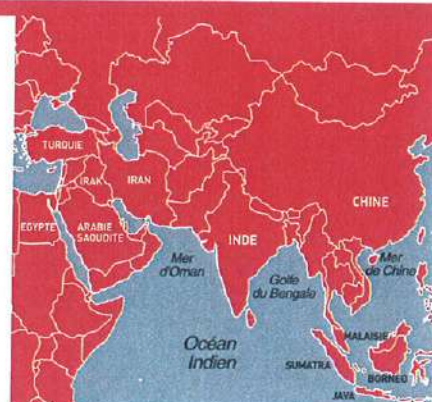 TURQUIE
IRAK
IRAN
CHINE
EGYPTE
ARABIE
SAOUDITE
INDE
Mer
d'Oman
Golfe
du Bengale
Mer
de Chine
Océan
Indien
MALAISIE
SUMATRA
BORNEO
JAVA